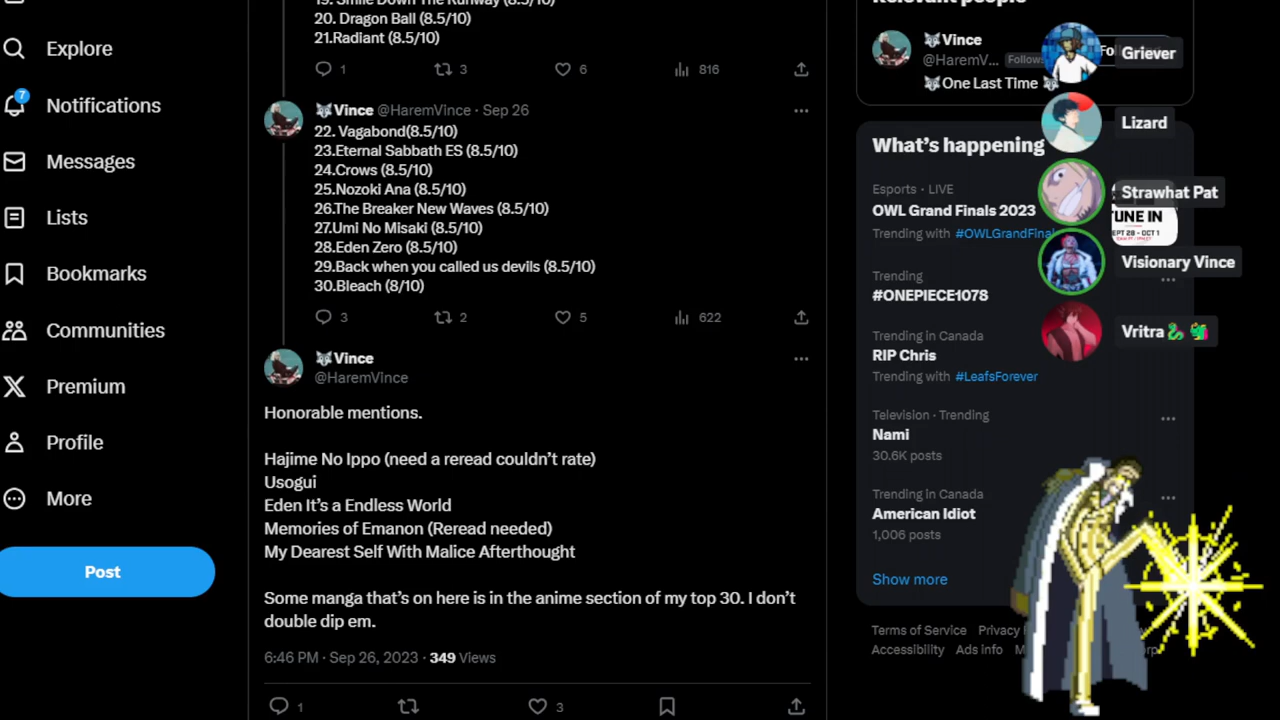 Explore
7
Notifications
Messages
Lists
Bookmarks
Communities
Premium
Profile
More
Post
20. Dragon Ball (8.5/10)
21.Radiant (8.5/10)
1
3
6
816
Vince @HaremVince · Sep 26
22. Vagabond(8.5/10)
23.Eternal Sabbath ES (8.5/10)
24.Crows (8.5/10)
25.Nozoki Ana (8.5/10)
26.The Breaker New Waves (8.5/10)
27.Umi No Misaki (8.5/10)
28.Eden Zero (8.5/10)
29.Back when you called us devils (8.5/10)
30.Bleach (8/10)
3
2
5
622
Vince
@HaremVince
Honorable mentions.
Hajime No Ippo (need a reread couldn't rate)
Usogui
Eden It's a Endless World
Memories of Emanon (Reread needed)
My Dearest Self With Malice Afterthought
Some manga that's on here is in the anime section of my top 30. I don't
double dip em.
6:46 PM · Sep 26, 2023 · 349 Views
1
3
Vince
@HaremV...
One Last Time
What's happening
Esports · LIVE
OWL Grand Finals 2023
Trending with #OWLGrandFinal
TUNE IN
SEPT 28 - OCT 1
Trending
#ONEPIECE1078
Trending in Canada
RIP Chris
Trending with #LeafsForever
Television · Trending
Nami
30.6K posts
Trending in Canada
American Idiot
1,006 posts
Show more
Terms of Service
Accessibility Ads info
Griever
Lizard
Strawhat Pat
Visionary Vince
Vritra